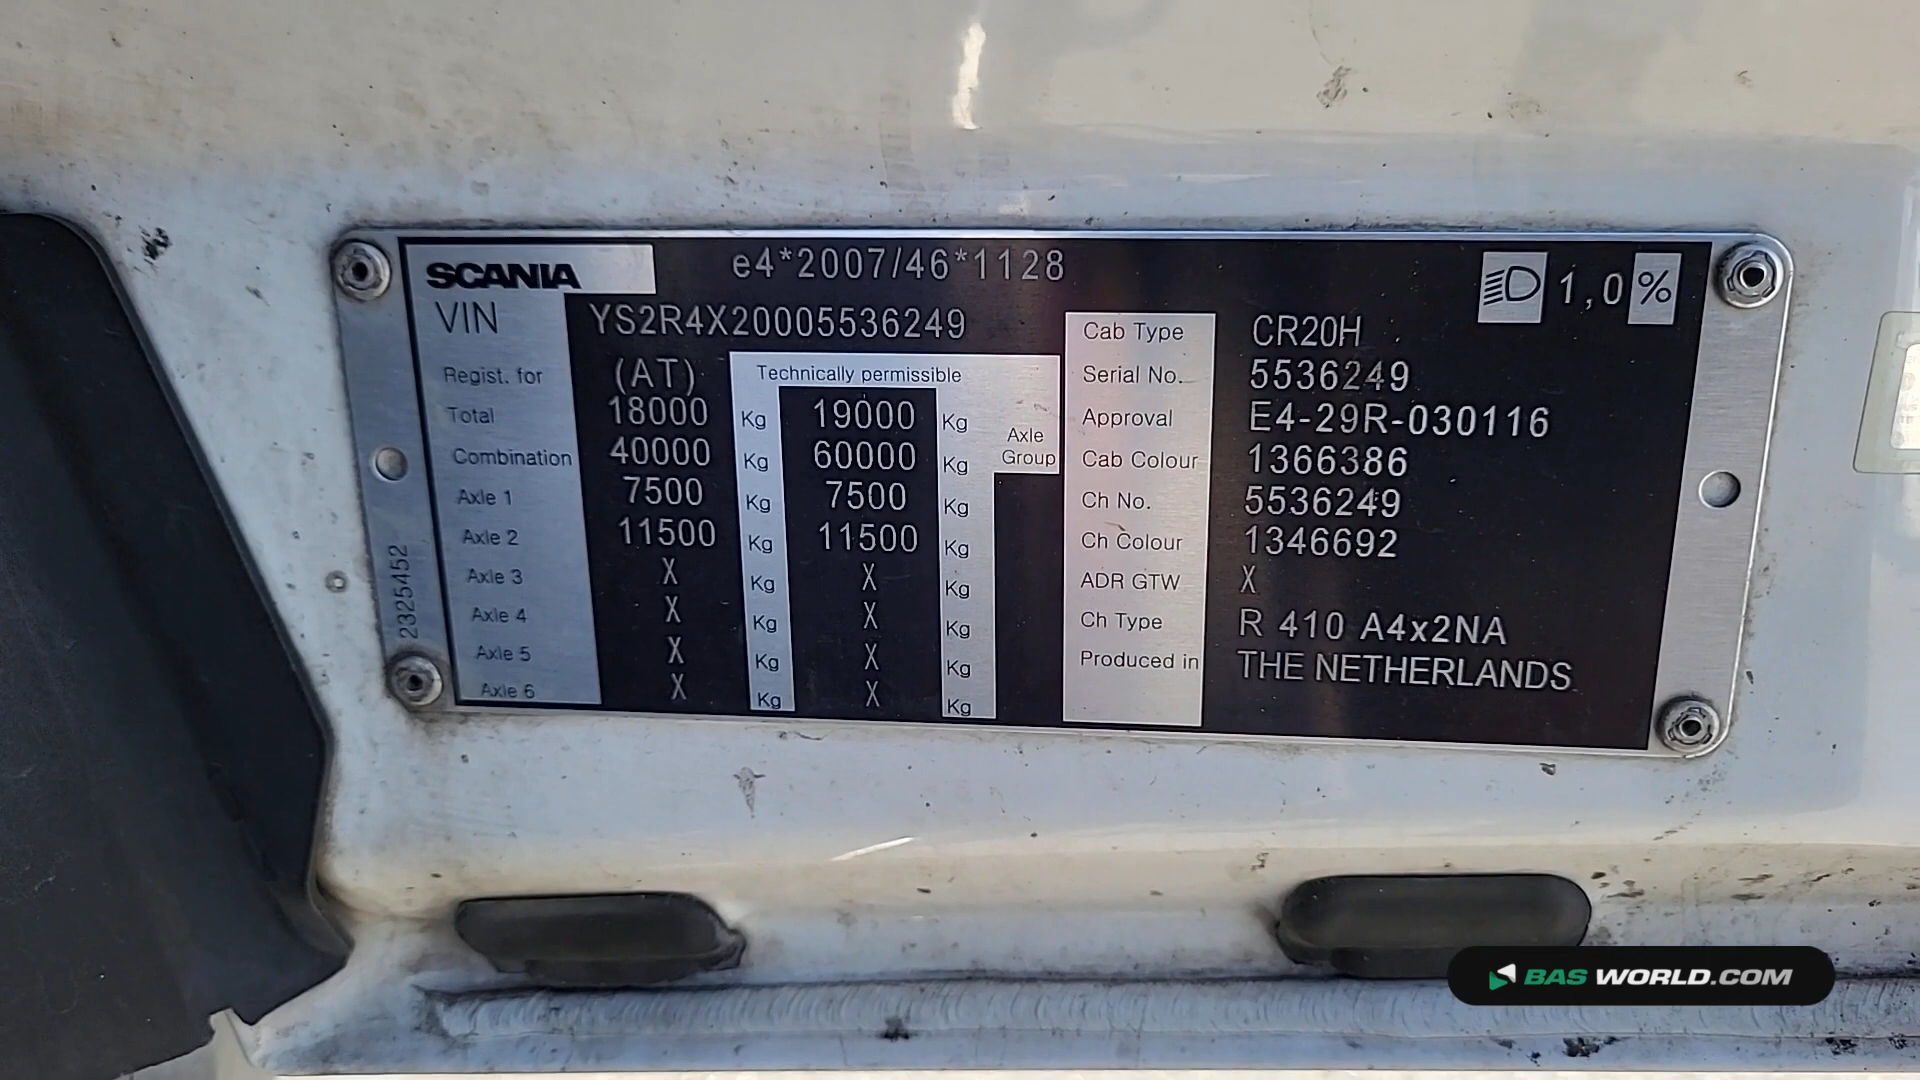 SCANIA e4*2007/46*1128 1,0 %
VIN YS2R4X20005536249
Regist. for (AT) Technically permissible
Total 18000 Kg 19000 Kg
Combination 40000 Kg 60000 Kg Axle Group
Axle 1 7500 Kg 7500 Kg
Axle 2 11500 Kg 11500 Kg
Axle 3 X Kg X Kg
Axle 4 X Kg X Kg
Axle 5 X Kg X Kg
Axle 6 X Kg X Kg
Cab Type CR20H
Serial No. 5536249
Approval E4-29R-030116
Cab Colour 1366386
Ch No. 5536249
Ch Colour 1346692
ADR GTW X
Ch Type R 410 A4x2NA
Produced in THE NETHERLANDS
2325452
BAS WORLD.COM